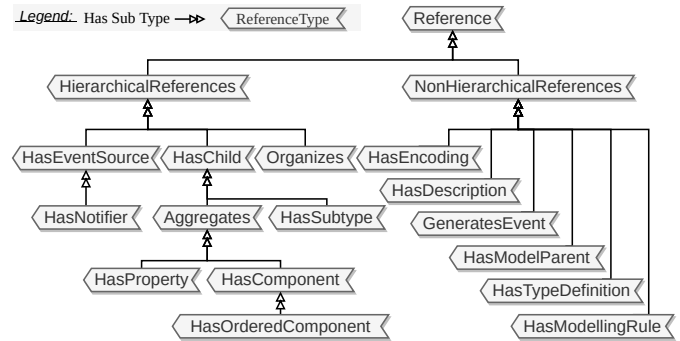 Legend: Has Sub Type ReferenceType
Reference
HierarchicalReferences NonHierarchicalReferences
HasEventSource HasChild Organizes HasEncoding
HasDescription
HasNotifier Aggregates HasSubtype
GeneratesEvent
HasModelParent
HasProperty HasComponent
HasTypeDefinition
HasOrderedComponent HasModellingRule